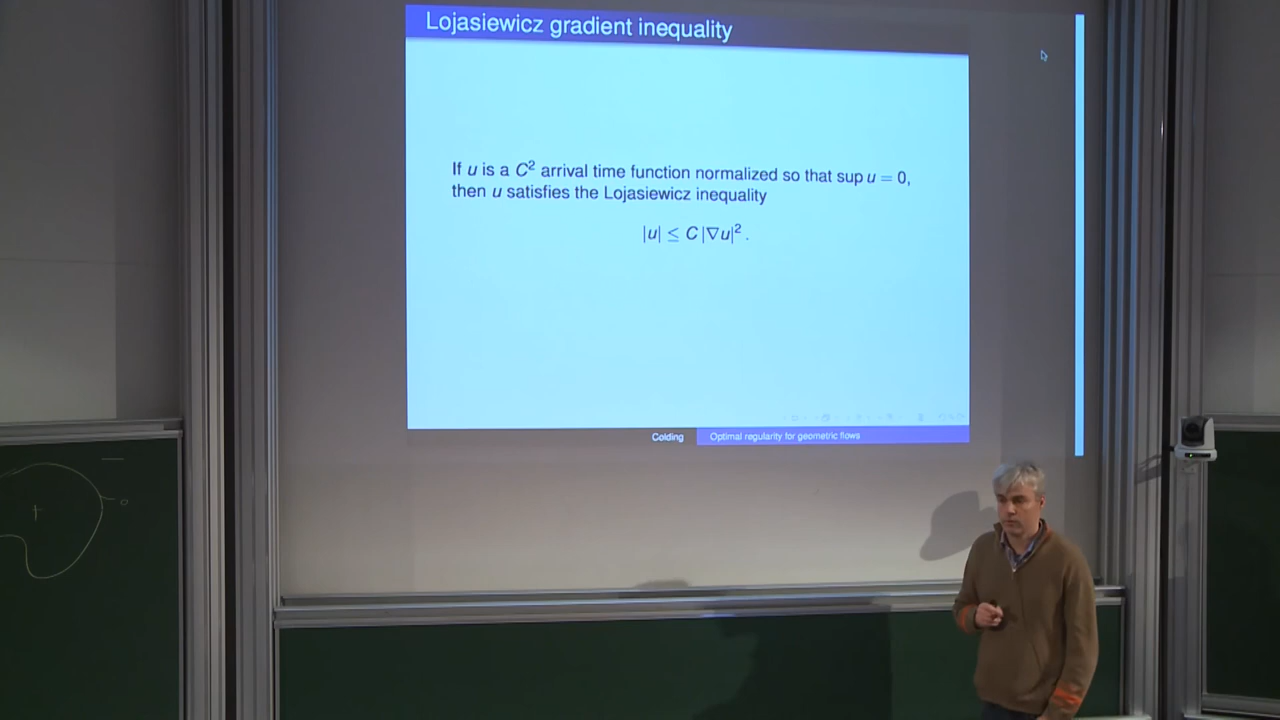 Lojasiewicz gradient inequality
If u is a C² arrival time function normalized so that sup u = 0,
then u satisfies the Lojasiewicz inequality
|u| ≤ C |∇u|² .
Colding Optimal regularity for geometric flows